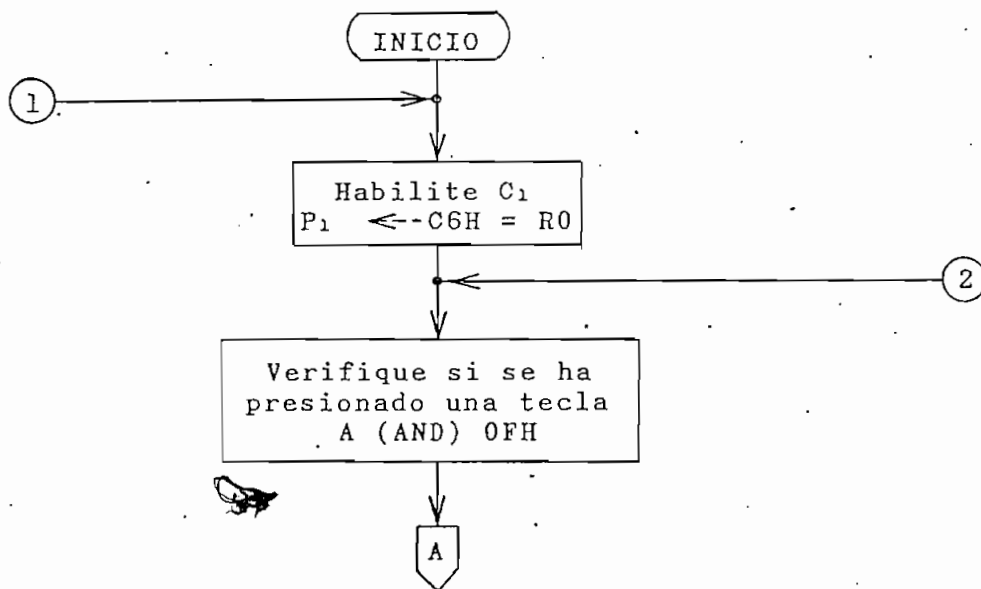 INICIO
1
Habilite C₁
P₁ <--C6H = R0
2
Verifique si se ha
presionado una tecla
A (AND) 0FH
A